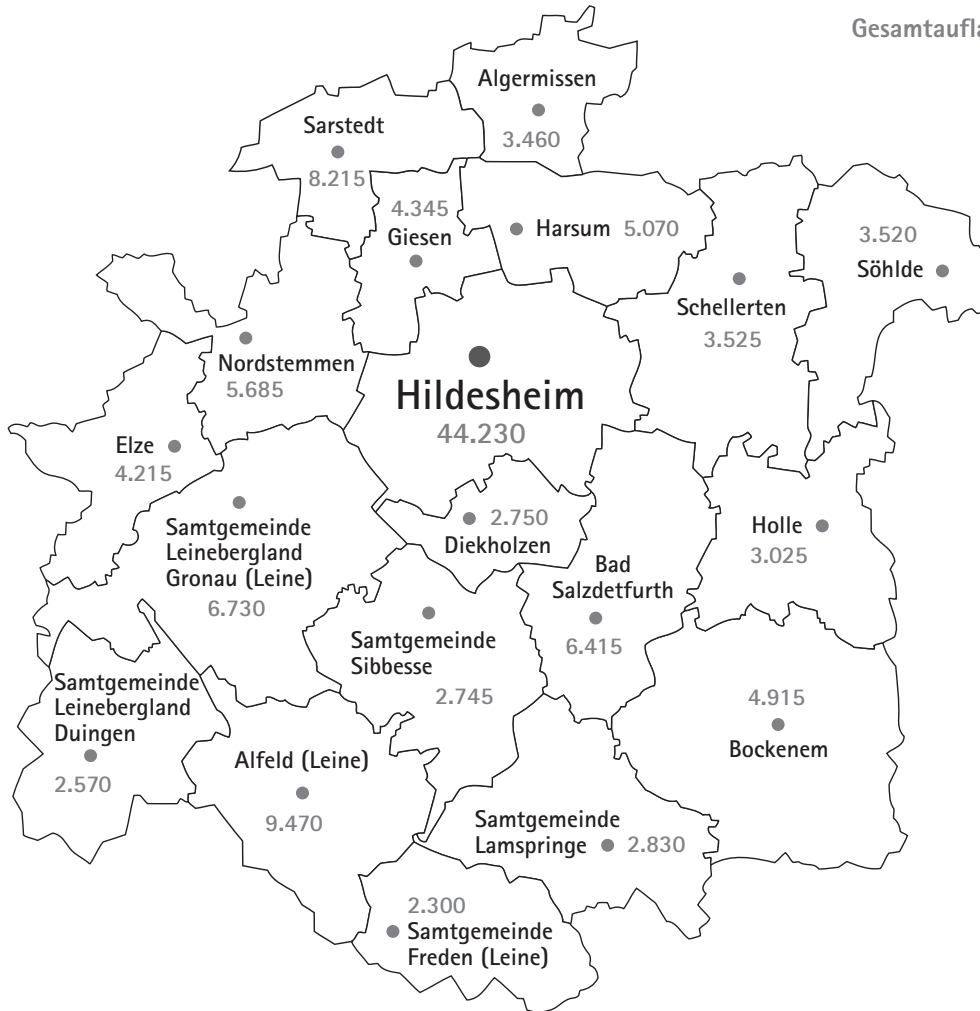 Algermissen
3.460
Sarstedt
8.215
4.345
Giesen
Harsum 5.070
3.520
Söhlde
Schellerten
3.525
Nordstemmen
5.685
Hildesheim
44.230
Elze
4.215
Samtgemeinde
Leinebergland
Gronau (Leine)
6.730
2.750
Diekholzen
Holle
3.025
Bad
Salzdetfurth
6.415
Samtgemeinde
Sibbesse
2.745
Samtgemeinde
Leinebergland
Duingen
2.570
4.915
Bockenem
Alfeld (Leine)
9.470
Samtgemeinde
Lamspringe 2.830
2.300
Samtgemeinde
Freden (Leine)